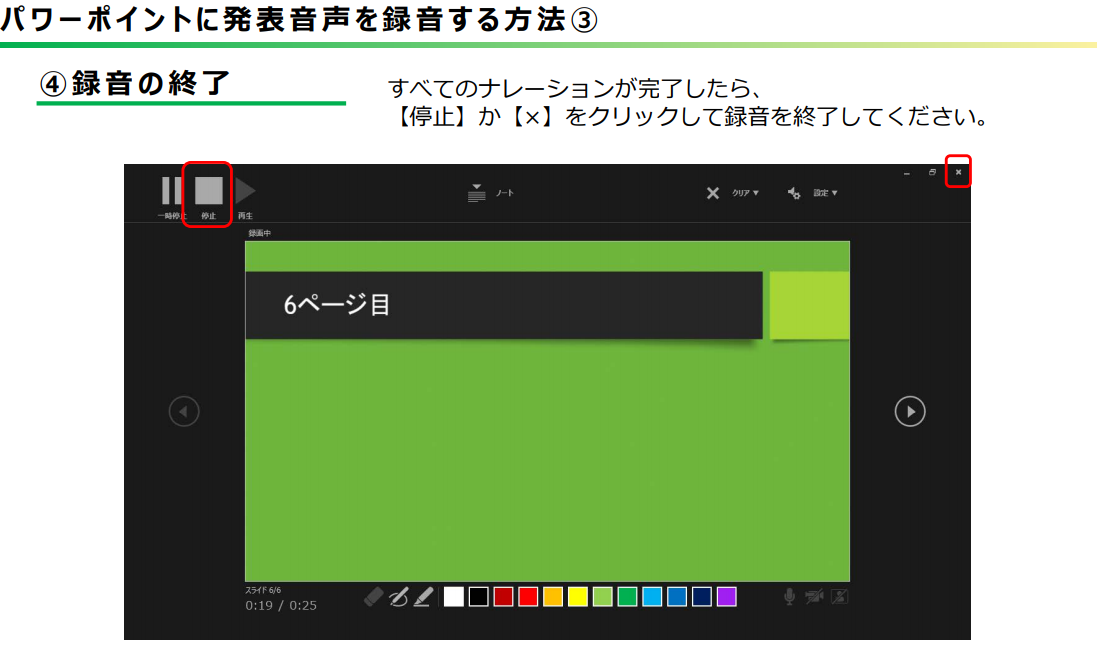 パワーポイントに発表音声を録音する方法③
④録音の終了
すべてのナレーションが完了したら、
【停止】か【×】をクリックして録音を終了してください。
一時停止 停止 再生
ノート
クリア▼ 設定▼
録画中
6ページ目
スライド 6/6
0:19 / 0:25